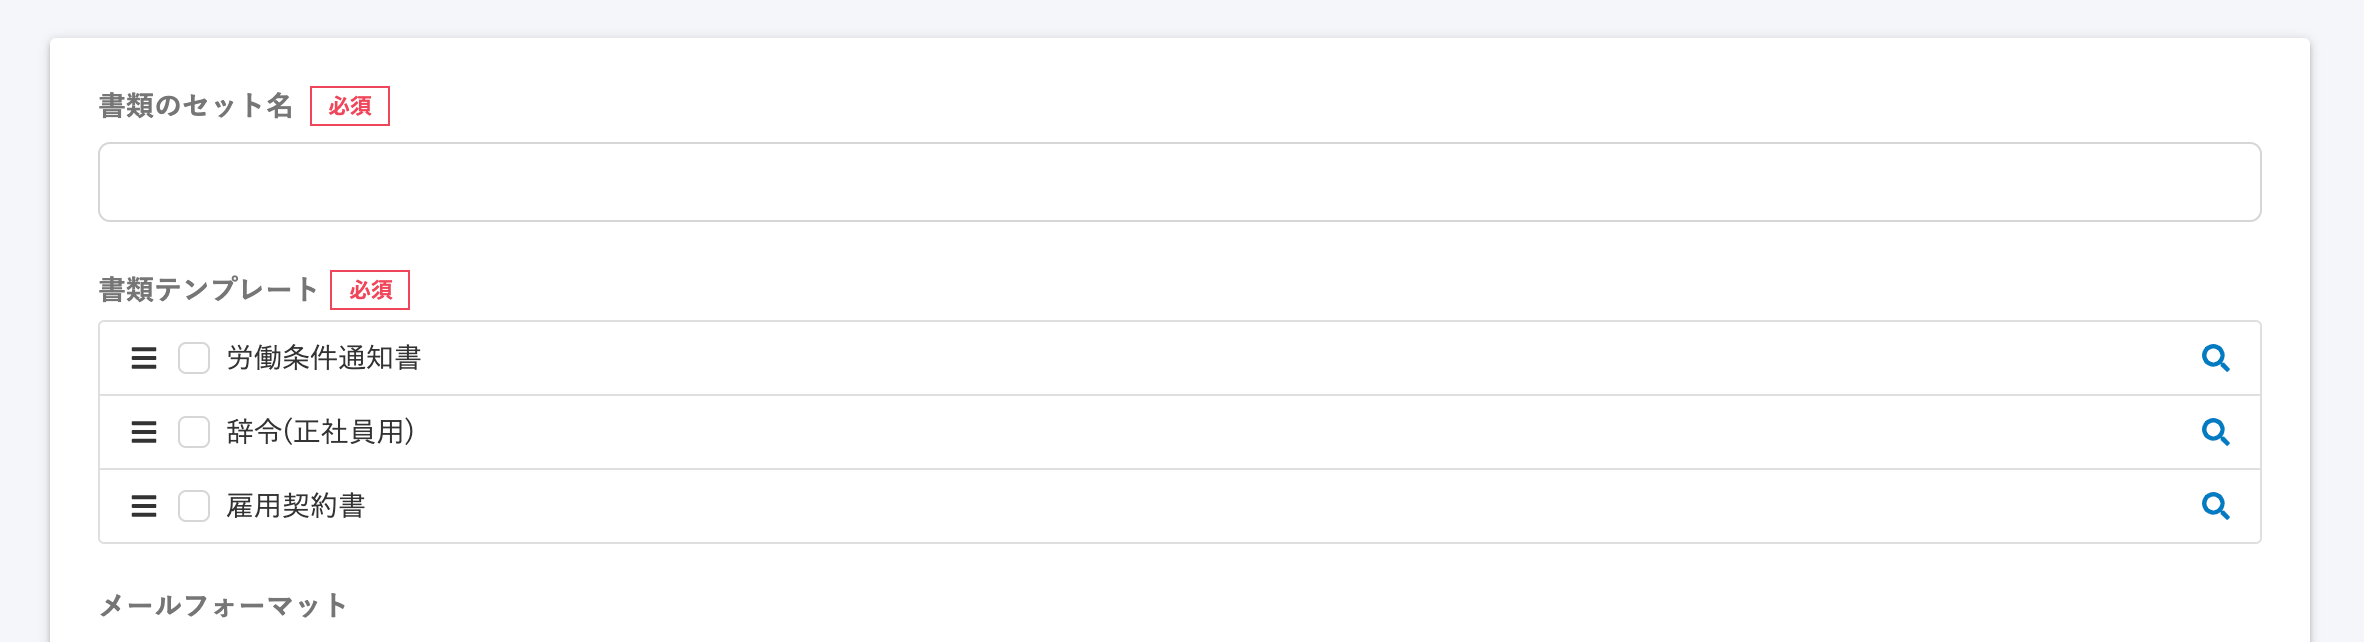 書類のセット名 必須
書類テンプレート 必須
労働条件通知書
辞令(正社員用)
雇用契約書
メールフォーマット